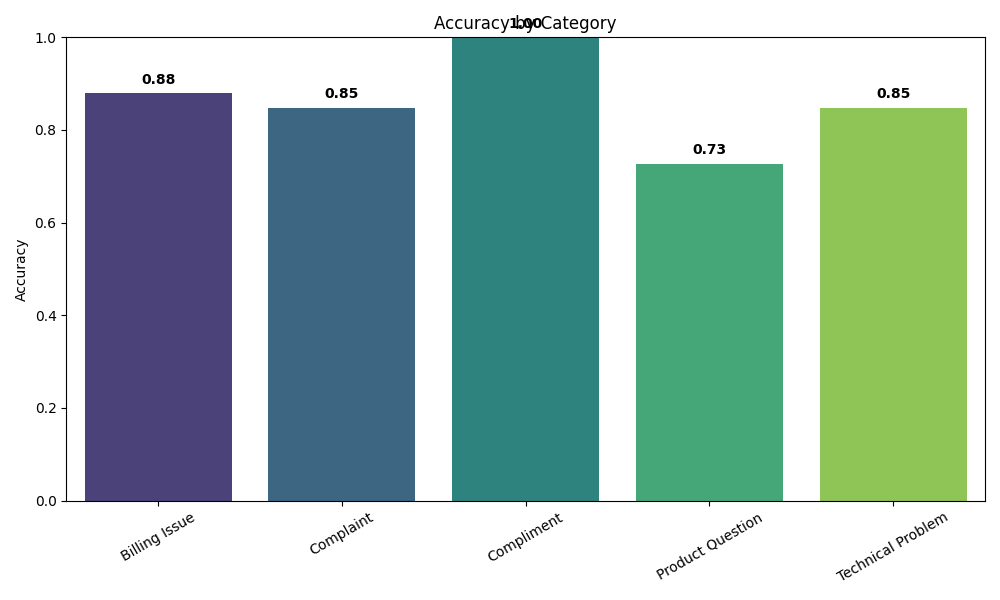 Accuracy by Category
1.00
0.88
0.85
0.73
0.85
Accuracy
1.0
0.8
0.6
0.4
0.2
0.0
Billing Issue
Complaint
Compliment
Product Question
Technical Problem